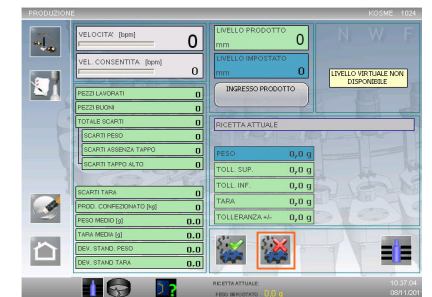 PRODUZIONE
KOSME 1024
VELOCITA' [bpm]
0
VEL. CONSENTITA [bpm]
0
LIVELLO PRODOTTO
mm 0
LIVELLO IMPOSTATO
mm 0
INGRESSO PRODOTTO
N W F
LIVELLO VIRTUALE NON
DISPONIBILE
PEZZI LAVORATI 0
PEZZI BUONI 0
TOTALE SCARTI 0
SCARTI PESO 0
SCARTI ASSENZA TAPPO 0
SCARTI TAPPO ALTO 0
SCARTI TARA 0
PROD. CONFEZIONATO [kg] 0
PESO MEDIO [g] 0.0
TARA MEDIA [g] 0.0
DEV. STAND. PESO 0.0
DEV. STAND TARA 0.0
RICETTA ATTUALE
PESO 0,0 g
TOLL. SUP. 0,0 g
TOLL. INF. 0,0 g
TARA 0,0 g
TOLLERANZA +/- 0,0 g
?
RICETTA ATTUALE
PESO IMPOSTATO 0,0 g
10.37.04
08/11/201